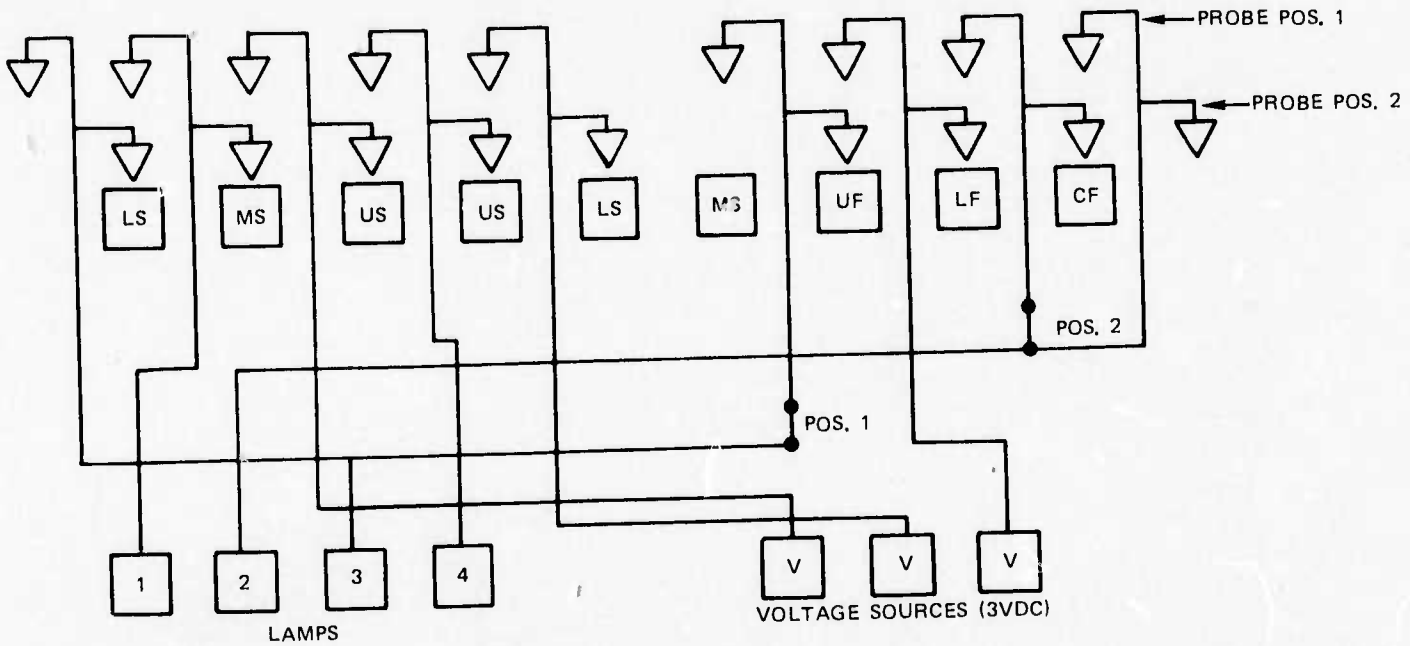 PROBE POS. 1
PROBE POS. 2
LS
MS
US
US
LS
MS
UF
LF
CF
POS. 2
POS. 1
1
2
3
4
V
V
V
LAMPS
VOLTAGE SOURCES (3VDC)